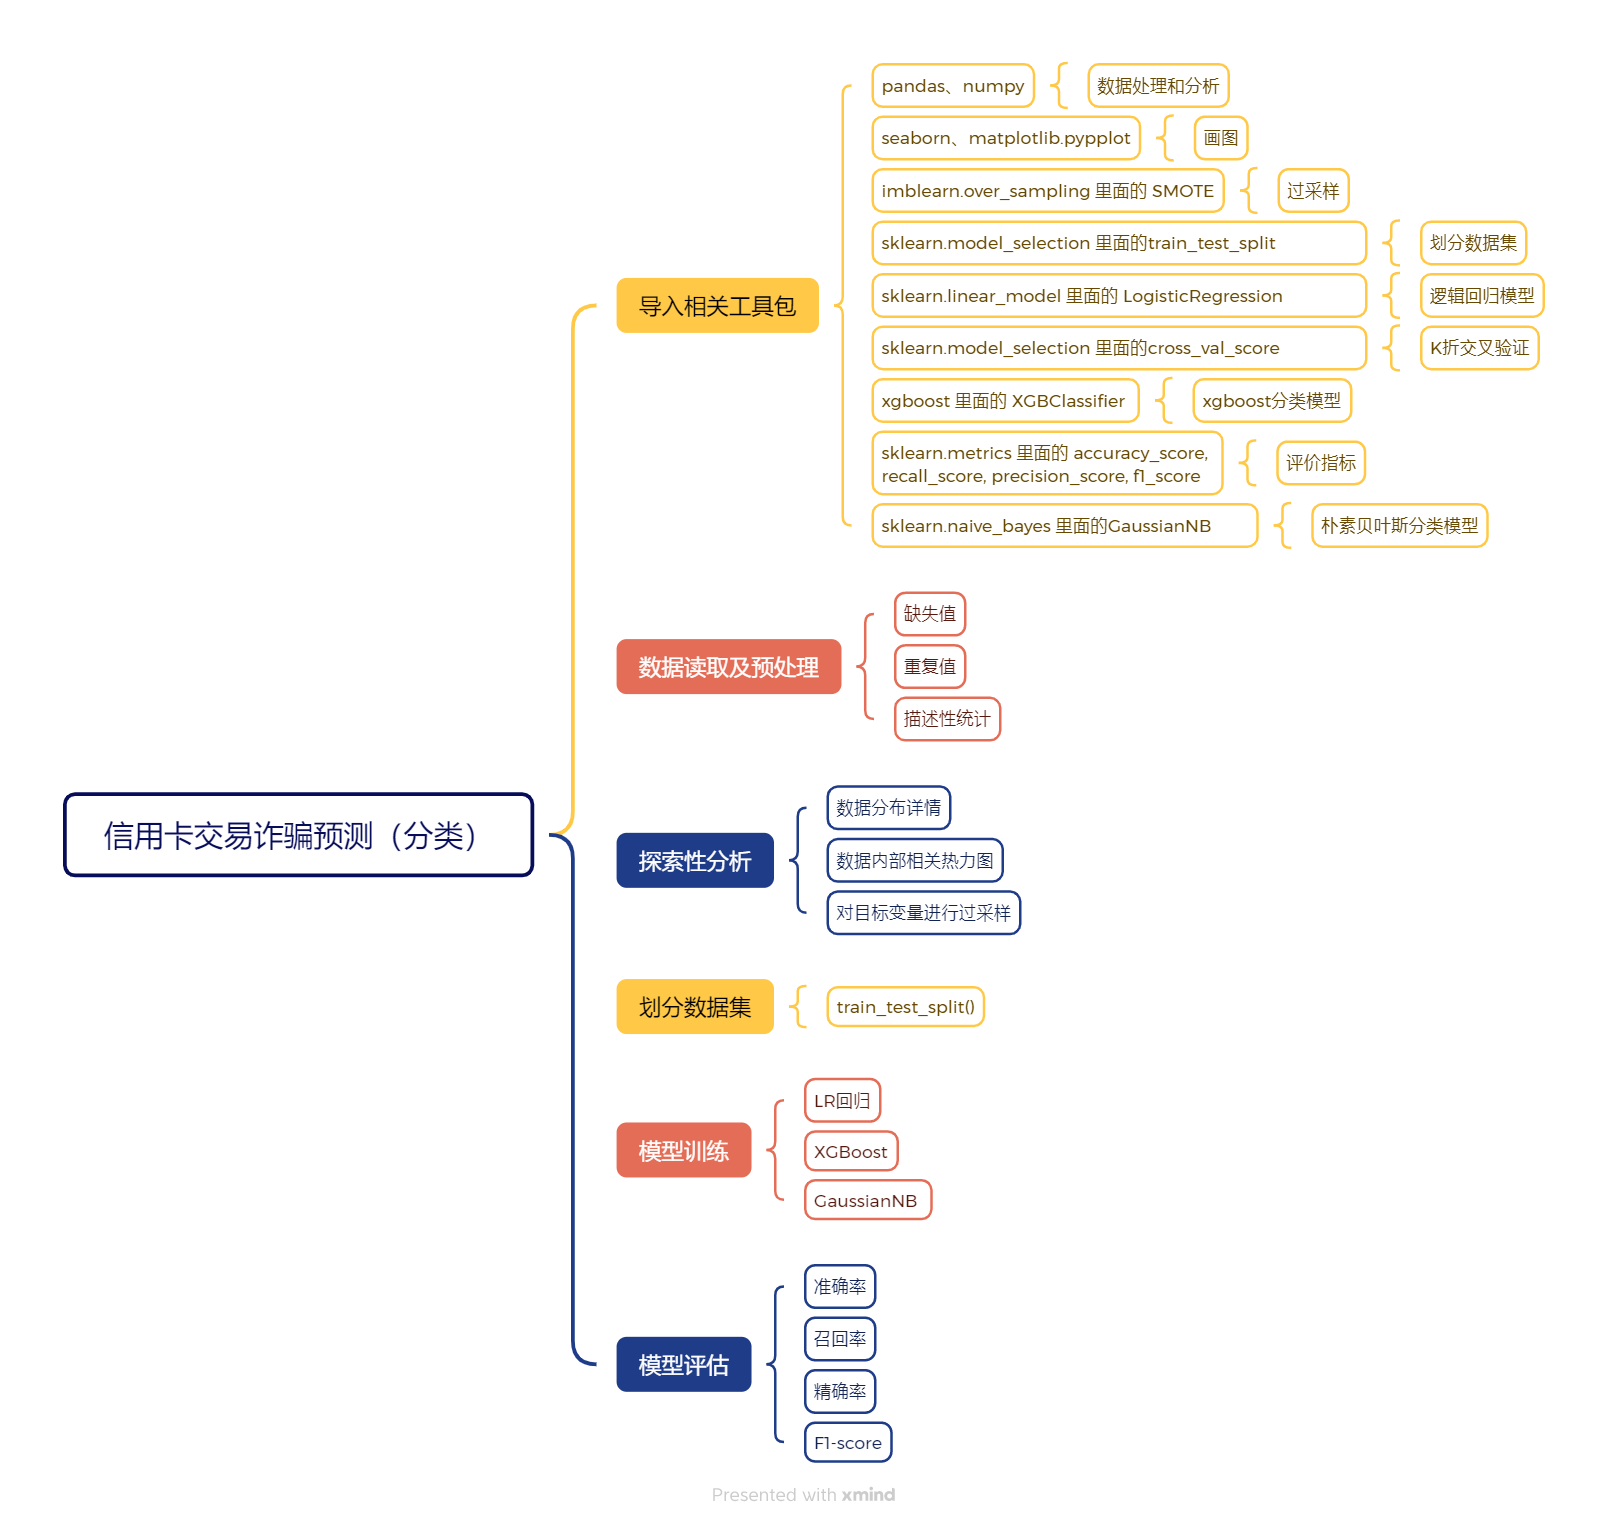 信用卡交易诈骗预测（分类）
导入相关工具包
pandas、numpy
数据处理和分析
seaborn、matplotlib.pypplot
画图
imblearn.over_sampling 里面的 SMOTE
过采样
sklearn.model_selection 里面的train_test_split
划分数据集
sklearn.linear_model 里面的 LogisticRegression
逻辑回归模型
sklearn.model_selection 里面的cross_val_score
K折交叉验证
xgboost 里面的 XGBClassifier
xgboost分类模型
sklearn.metrics 里面的 accuracy_score,
recall_score, precision_score, f1_score
评价指标
sklearn.naive_bayes 里面的GaussianNB
朴素贝叶斯分类模型
数据读取及预处理
缺失值
重复值
描述性统计
探索性分析
数据分布详情
数据内部相关热力图
对目标变量进行过采样
划分数据集
train_test_split()
模型训练
LR回归
XGBoost
GaussianNB
模型评估
准确率
召回率
精确率
F1-score
Presented with xmind